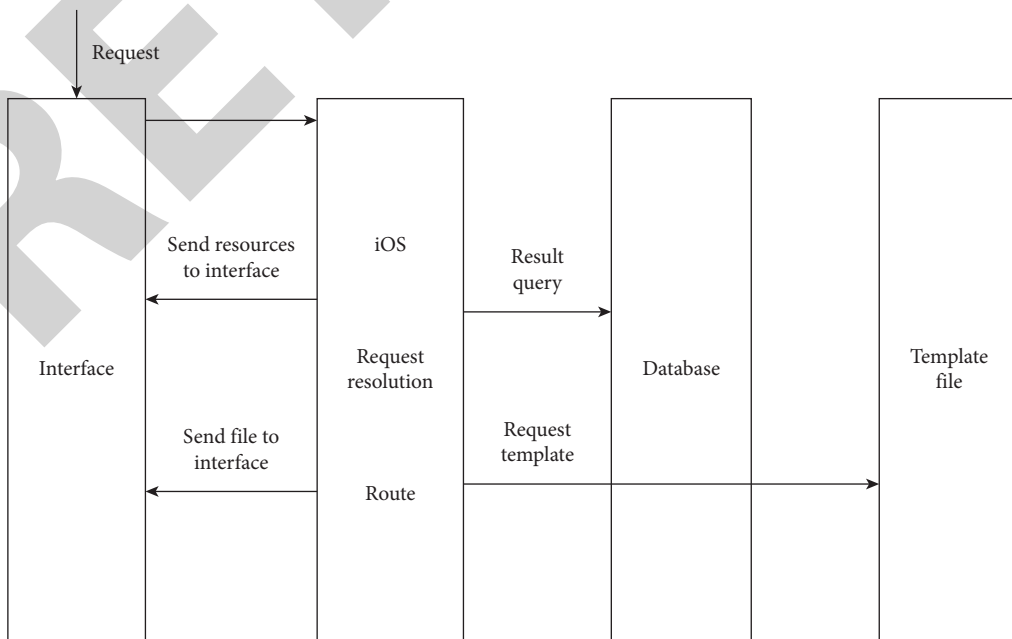 Request
Send resources
to interface
iOS
Result
query
Interface
Request
resolution
Database
Template
file
Send file to
interface
Request
template
Route